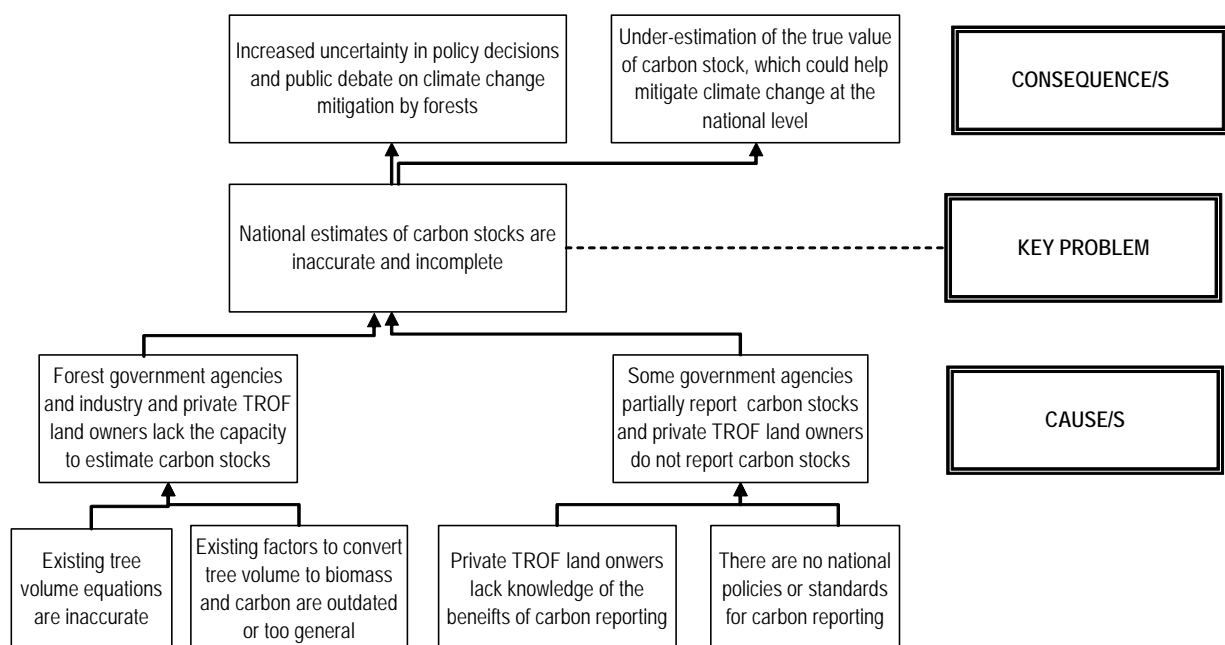 Increased uncertainty in policy decisions
and public debate on climate change
mitigation by forests
Under-estimation of the true value
of carbon stock, which could help
mitigate climate change at the
national level
CONSEQUENCE/S
National estimates of carbon stocks are
inaccurate and incomplete
KEY PROBLEM
Forest government agencies
and industry and private TROF
land owners lack the capacity
to estimate carbon stocks
Some government agencies
partially report carbon stocks
and private TROF land owners
do not report carbon stocks
CAUSE/S
Existing tree
volume equations
are inaccurate
Existing factors to convert
tree volume to biomass
and carbon are outdated
or too general
Private TROF land onwers
lack knowledge of the
beneifts of carbon reporting
There are no national
policies or standards
for carbon reporting